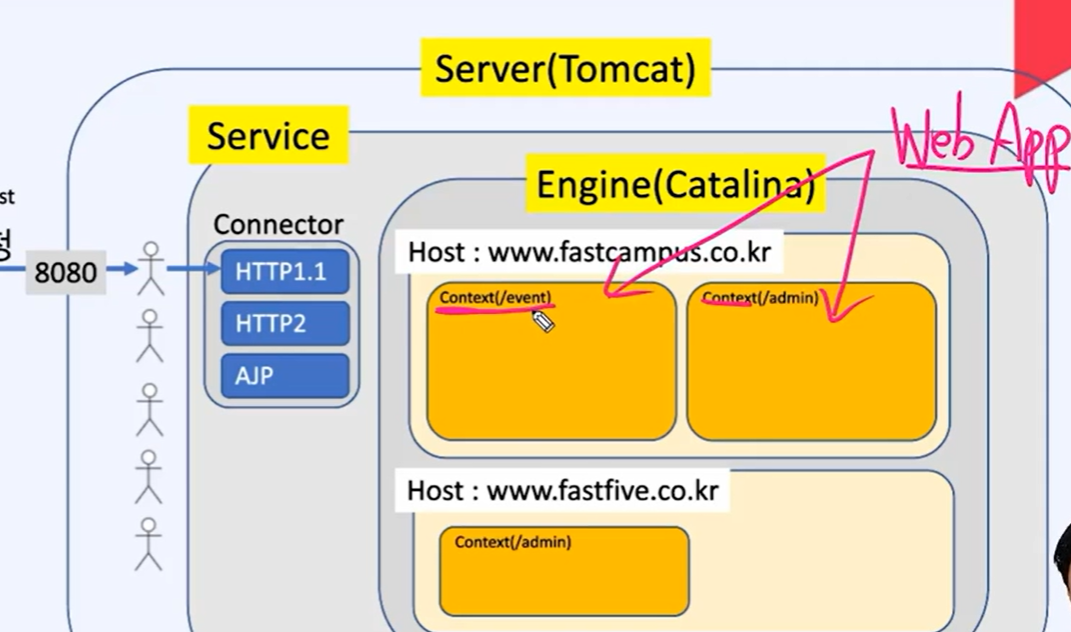 Server(Tomcat)
Web App
Service
Engine(Catalina)
st
Connector
Host : www.fastcampus.co.kr
8080
HTTP1.1
Context(/event)
Context(/admin)
HTTP2
AJP
Host : www.fastfive.co.kr
Context(/admin)